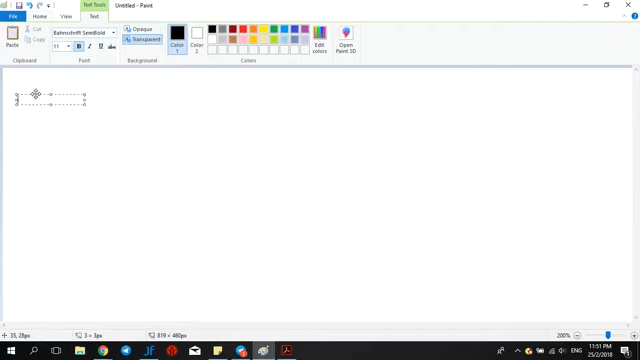 Text Tools
Untitled - Paint
File
Home
View
Text
Paste
Cut
Copy
Clipboard
Bahnschrift SemiBold
11
B
I
U
abc
Font
Opaque
Transparent
Background
Color
1
Color
2
Colors
Edit
colors
Open
Paint 3D
35, 28px
3 × 3px
819 × 460px
200%
ENG
11:51 PM
25/2/2018